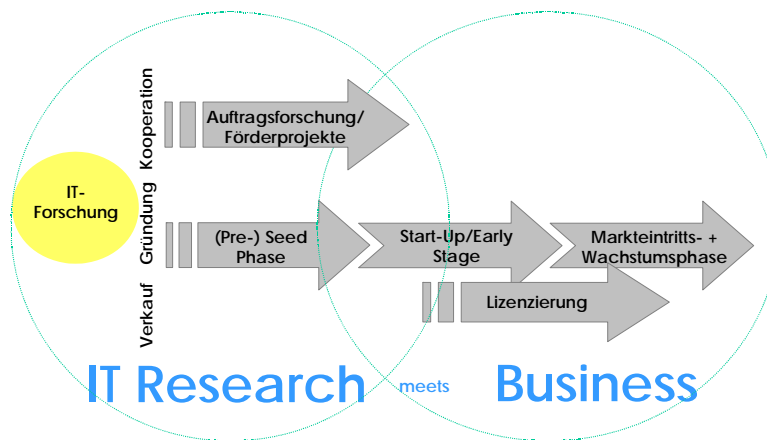 Kooperation
Auftragsforschung/
Förderprojekte
IT-
Forschung
Gründung
(Pre-) Seed
Phase
Start-Up/Early
Stage
Markteintritts- +
Wachstumsphase
Verkauf
Lizenzierung
IT Research meets Business